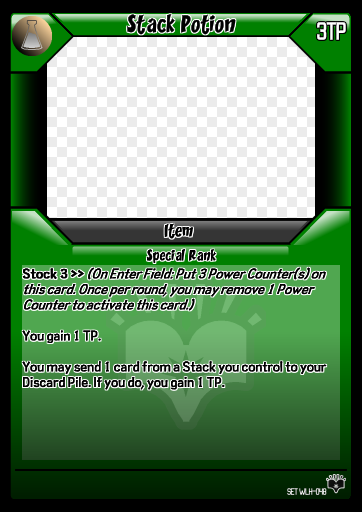 Stack Potion
3TP
Item
Special Rank
Stock 3 >> (On Enter Field: Put 3 Power Counter(s) on
this card. Once per round, you may remove 1 Power
Counter to activate this card.)
You gain 1 TP.
You may send 1 card from a Stack you control to your
Discard Pile. If you do, you gain 1 TP.
SET WLH-048